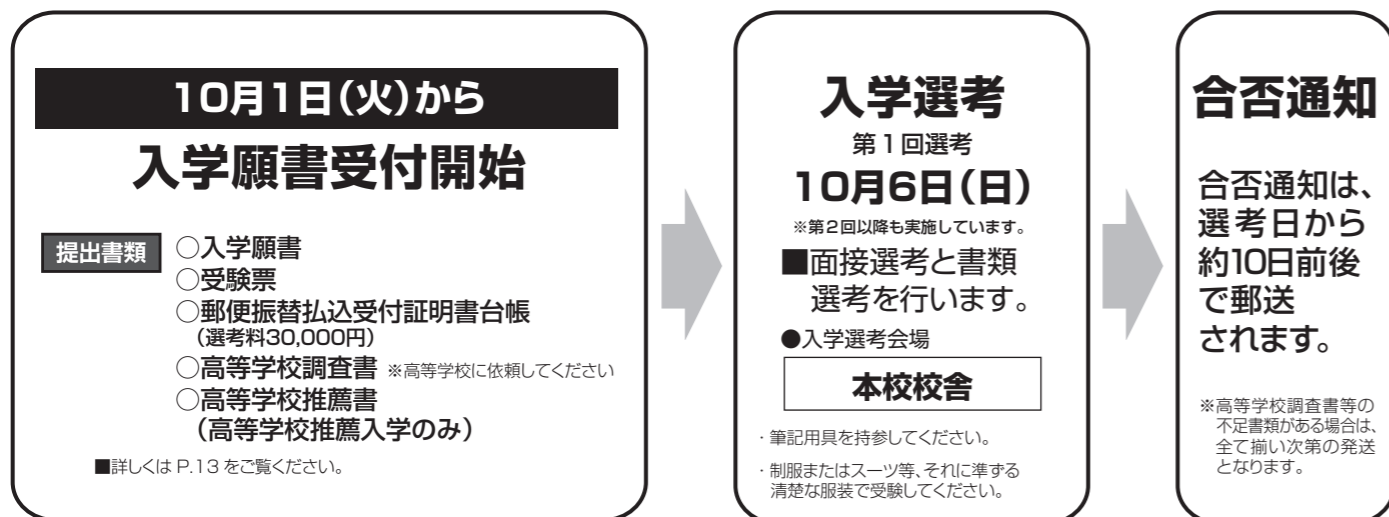 10月1日(火)から
入学願書受付開始
提出書類
○入学願書
○受験票
○郵便振替払込受付証明書台帳
(選考料30,000円)
○高等学校調査書 ※高等学校に依頼してください
○高等学校推薦書
(高等学校推薦入学のみ)
■詳しくは P.13 をご覧ください。
入学選考
第1回選考
10月6日(日)
※第2回以降も実施しています。
■面接選考と書類
選考を行います。
●入学選考会場
本校校舎
・筆記用具を持参してください。
・制服またはスーツ等、それに準ずる
清楚な服装で受験してください。
合否通知
合否通知は、
選考日から
約10日前後
で郵送
されます。
※高等学校調査書等の
不足書類がある場合は、
全て揃い次第の発送
となります。